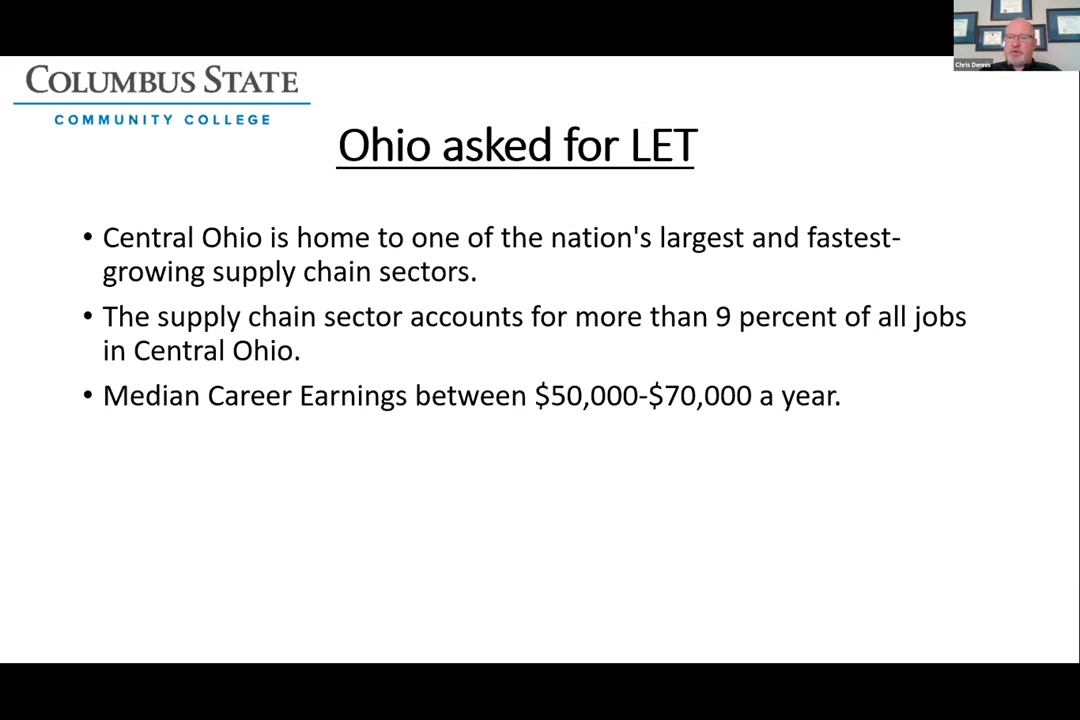 Chris Dennis
COLUMBUS STATE
COMMUNITY COLLEGE
Ohio asked for LET
• Central Ohio is home to one of the nation's largest and fastest-
growing supply chain sectors.
• The supply chain sector accounts for more than 9 percent of all jobs
in Central Ohio.
• Median Career Earnings between $50,000-$70,000 a year.